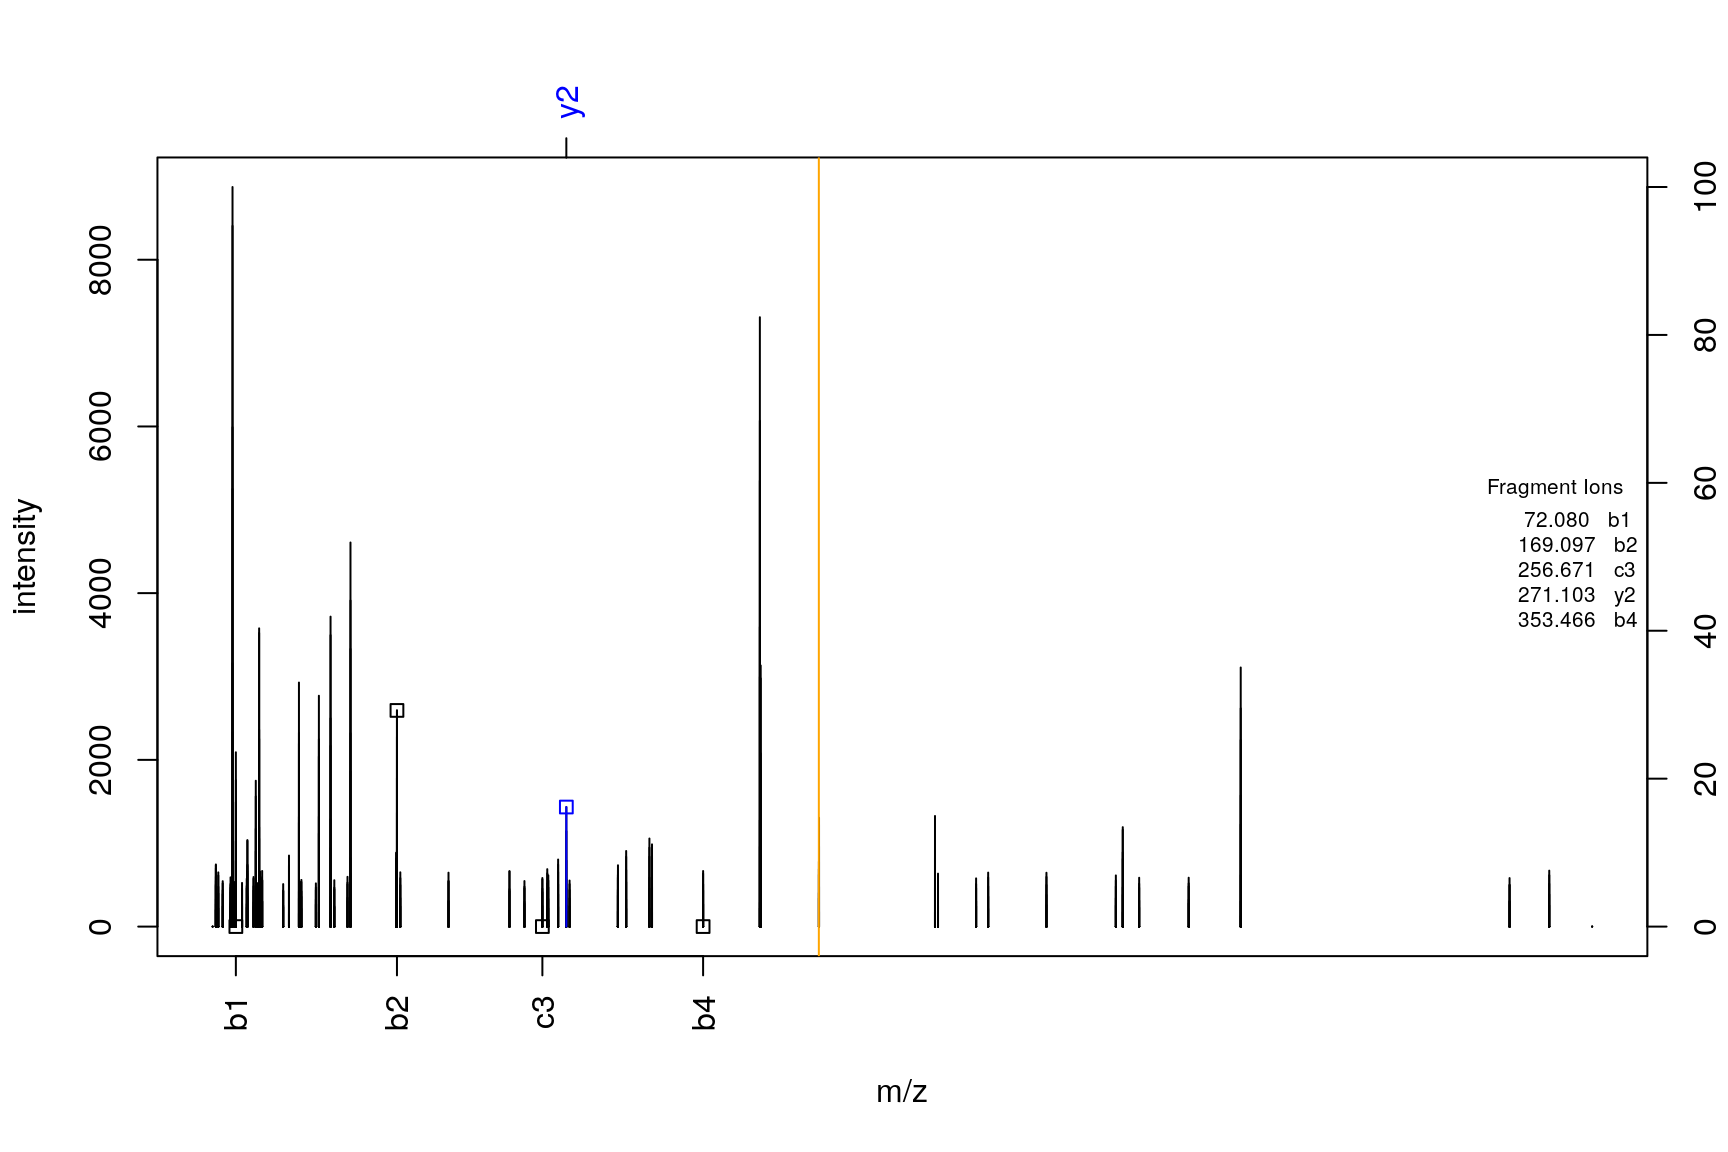 y2
intensity
8000
6000
4000
2000
0
100
80
60
40
20
0
Fragment Ions
72.080 b1
169.097 b2
256.671 c3
271.103 y2
353.466 b4
b1 b2 c3 b4
m/z